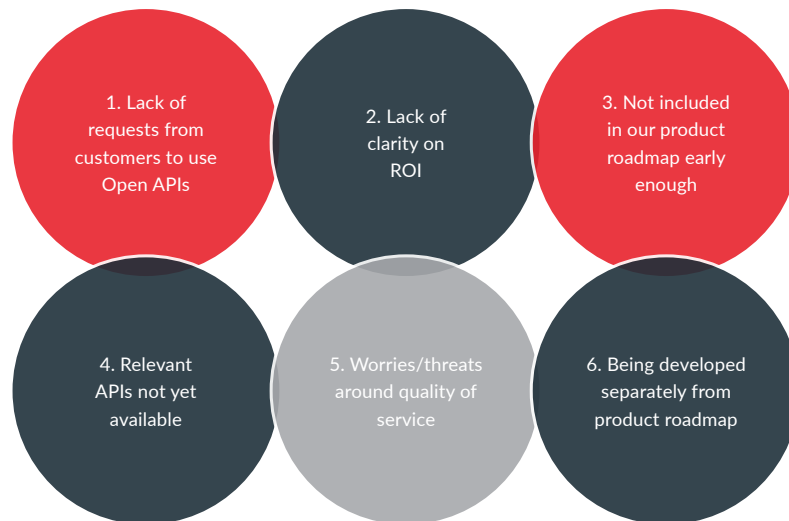 1. Lack of
requests from
customers to use
Open APIs
2. Lack of
clarity on
ROI
3. Not included
in our product
roadmap early
enough
4. Relevant
APIs not yet
available
5. Worries/threats
around quality of
service
6. Being developed
separately from
product roadmap